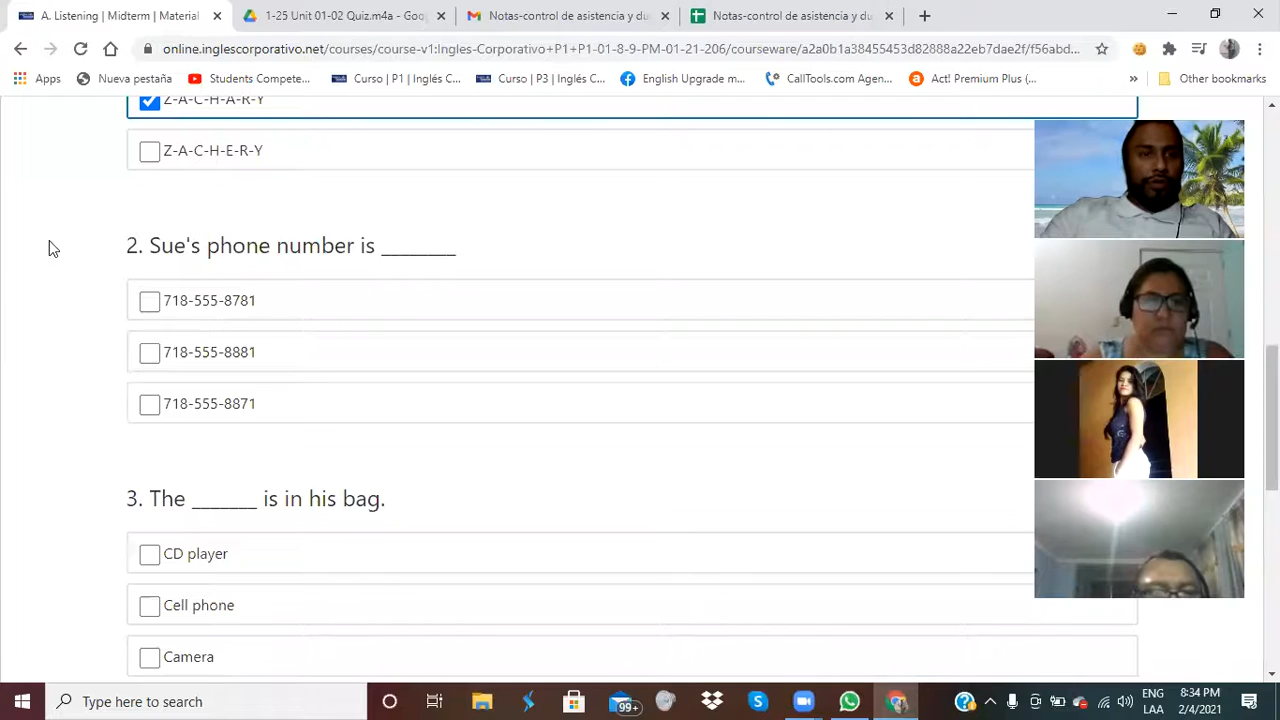 A. Listening | Midterm | Material
1-25 Unit 01-02 Quiz.m4a - Goo
Notas-control de asistencia y du
Notas-control de asistencia y du
online.inglescorporativo.net/courses/course-v1:Ingles-Corporativo+P1+P1-01-8-9-PM-01-21-206/courseware/a2a0b1a38455453d82888a22eb7dae2f/f56abd...
Apps
Nueva pestaña
Students Compete...
Curso | P1 | Inglés C...
Curso | P3 | Ingles C...
English Upgrade m...
CallTools.com Agen...
Act! Premium Plus (...
»
Other bookmarks
Z-A-C-H-A-R-Y
Z-A-C-H-E-R-Y
2. Sue's phone number is ________
718-555-8781
718-555-8881
718-555-8871
3. The _______ is in his bag.
CD player
Cell phone
Camera
Type here to search
99+
ENG
LAA
8:34 PM
2/4/2021